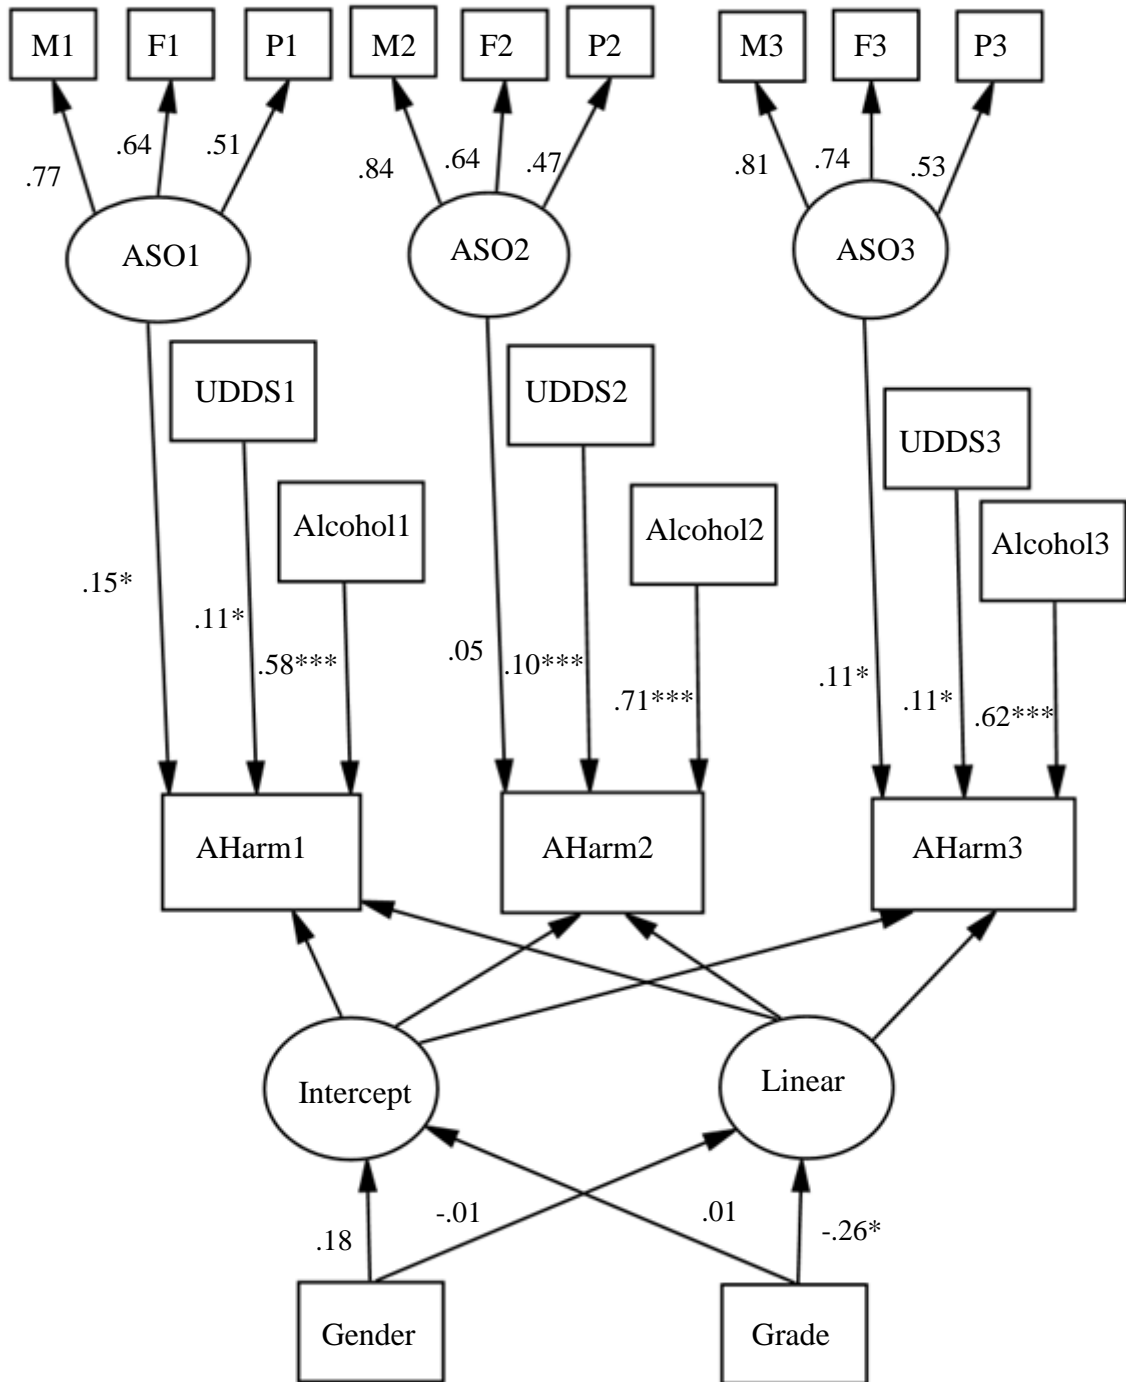 M1 F1 P1 M2 F2 P2 M3 F3 P3
.77 .64 .51 .84 .64 .47 .81 .74 .53
ASO1 ASO2 ASO3
UDDS1 UDDS2 UDDS3
Alcohol1 Alcohol2 Alcohol3
.15* .11* .58*** .05 .10*** .71*** .11* .11* .62***
AHarm1 AHarm2 AHarm3
Intercept Linear
.18 -.01 .01 -.26*
Gender Grade